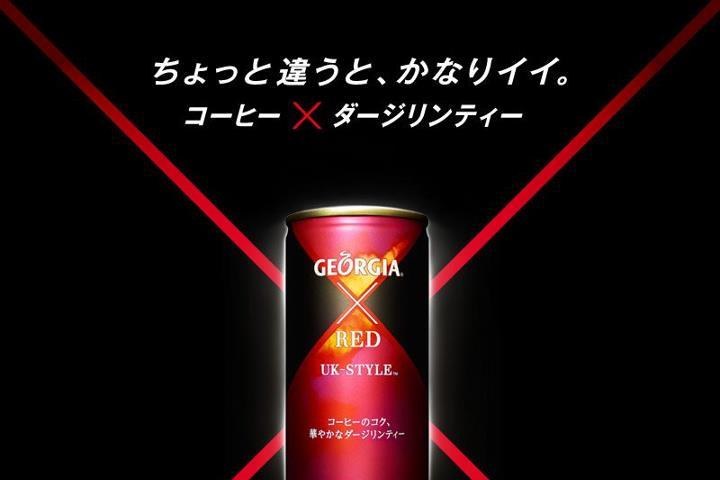 ちょっと違うと、かなりイイ。
コーヒー×ダージリンティー
GEORGIA®
×
RED
UK-STYLE™
コーヒーのコク、
華やかなダージリンティー